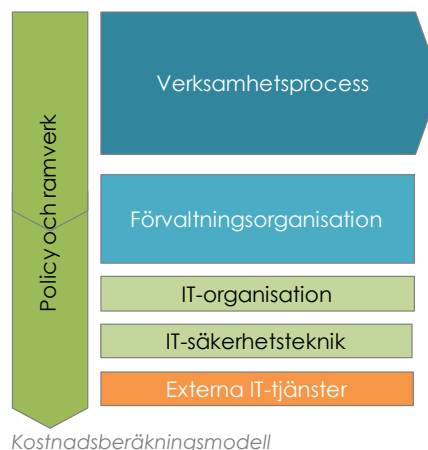 Policy och ramverk
Verksamhetsprocess
Förvaltningsorganisation
IT-organisation
IT-säkerhetsteknik
Externa IT-tjänster
Kostnadsberäkningsmodell